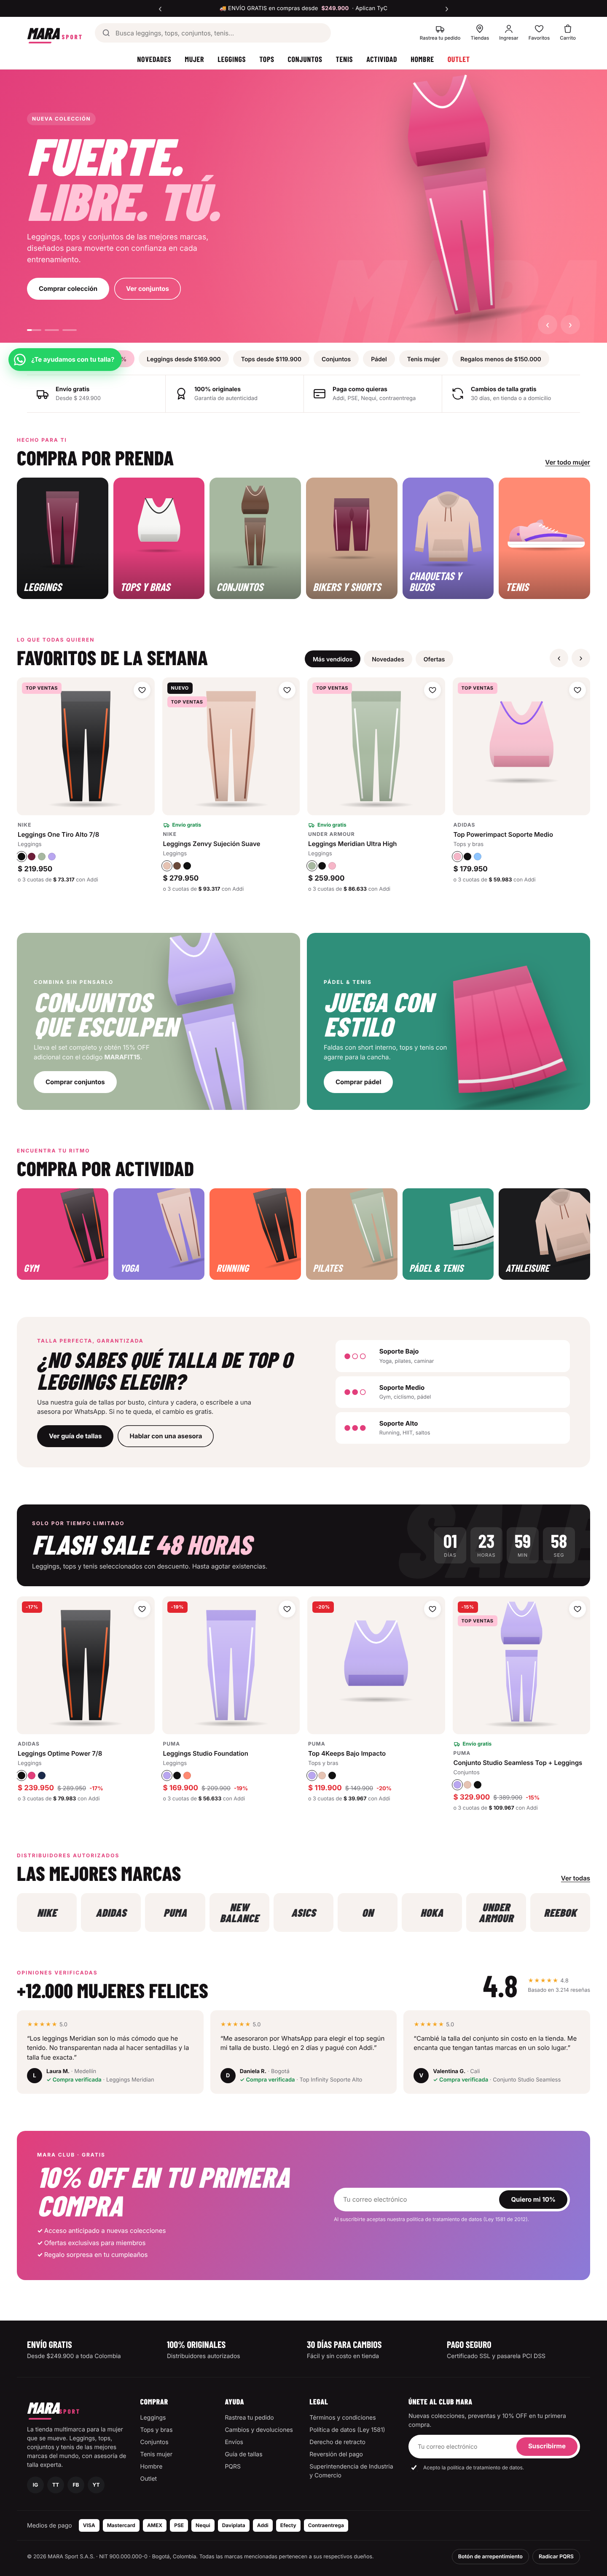 🚚 ENVÍO GRATIS en compras desde $249.900 · Aplican TyC
MARA SPORT
Busca leggings, tops, conjuntos, tenis...
Rastrea tu pedido
Tiendas
Ingresar
Favoritos
Carrito
NOVEDADES MUJER LEGGINGS TOPS CONJUNTOS TENIS ACTIVIDAD HOMBRE OUTLET
NUEVA COLECCIÓN
FUERTE.
LIBRE. TÚ.
Leggings, tops y conjuntos de las mejores marcas,
diseñados para moverte con confianza en cada
entrenamiento.
Comprar colección
Ver conjuntos
MARA
¿Te ayudamos con tu talla?
%
Leggings desde $169.900
Tops desde $119.900
Conjuntos
Pádel
Tenis mujer
Regalos menos de $150.000
Envío gratis
Desde $ 249.900
100% originales
Garantía de autenticidad
Paga como quieras
Addi, PSE, Nequi, contraentrega
Cambios de talla gratis
30 días, en tienda o a domicilio
HECHO PARA TI
COMPRA POR PRENDA
Ver todo mujer
LEGGINGS
TOPS Y BRAS
CONJUNTOS
BIKERS Y SHORTS
CHAQUETAS Y
BUZOS
TENIS
LO QUE TODAS QUIEREN
FAVORITOS DE LA SEMANA
Más vendidos
Novedades
Ofertas
TOP VENTAS
NIKE
Leggings One Tiro Alto 7/8
Leggings
$ 219.950
o 3 cuotas de $ 73.317 con Addi
NUEVO
TOP VENTAS
Envío gratis
NIKE
Leggings Zenvy Sujeción Suave
Leggings
$ 279.950
o 3 cuotas de $ 93.317 con Addi
TOP VENTAS
Envío gratis
UNDER ARMOUR
Leggings Meridian Ultra High
Leggings
$ 259.900
o 3 cuotas de $ 86.633 con Addi
TOP VENTAS
ADIDAS
Top Powerimpact Soporte Medio
Tops y bras
$ 179.950
o 3 cuotas de $ 59.983 con Addi
COMBINA SIN PENSARLO
CONJUNTOS
QUE ESCULPEN
Lleva el set completo y obtén 15% OFF
adicional con el código MARAFIT15.
Comprar conjuntos
PÁDEL & TENIS
JUEGA CON
ESTILO
Faldas con short interno, tops y tenis con
agarre para la cancha.
Comprar pádel
ENCUENTRA TU RITMO
COMPRA POR ACTIVIDAD
GYM
YOGA
RUNNING
PILATES
PÁDEL & TENIS
ATHLEISURE
TALLA PERFECTA, GARANTIZADA
¿NO SABES QUÉ TALLA DE TOP O
LEGGINGS ELEGIR?
Usa nuestra guía de tallas por busto, cintura y cadera, o escríbele a una
asesora por WhatsApp. Si no te queda, el cambio es gratis.
Ver guía de tallas
Hablar con una asesora
Soporte Bajo
Yoga, pilates, caminar
Soporte Medio
Gym, ciclismo, pádel
Soporte Alto
Running, HIIT, saltos
SOLO POR TIEMPO LIMITADO
FLASH SALE 48 HORAS
Leggings, tops y tenis seleccionados con descuento. Hasta agotar existencias.
SALE
01 DÍAS
23 HORAS
59 MIN
58 SEG
-17%
ADIDAS
Leggings Optime Power 7/8
Leggings
$ 239.950 $ 289.950 -17%
o 3 cuotas de $ 79.983 con Addi
-19%
PUMA
Leggings Studio Foundation
Leggings
$ 169.900 $ 209.900 -19%
o 3 cuotas de $ 56.633 con Addi
-20%
PUMA
Top 4Keeps Bajo Impacto
Tops y bras
$ 119.900 $ 149.900 -20%
o 3 cuotas de $ 39.967 con Addi
-15%
TOP VENTAS
Envío gratis
PUMA
Conjunto Studio Seamless Top + Leggings
Conjuntos
$ 329.900 $ 389.900 -15%
o 3 cuotas de $ 109.967 con Addi
DISTRIBUIDORES AUTORIZADOS
LAS MEJORES MARCAS
Ver todas
NIKE
ADIDAS
PUMA
NEW
BALANCE
ASICS
ON
HOKA
UNDER
ARMOUR
REEBOK
OPINIONES VERIFICADAS
+12.000 MUJERES FELICES
4.8
★★★★★ 4.8
Basado en 3.214 reseñas
★★★★★ 5.0
"Los leggings Meridian son lo más cómodo que he
tenido. No transparentan nada al hacer sentadillas y la
talla fue exacta."
L
Laura M. · Medellín
✓ Compra verificada · Leggings Meridian
★★★★★ 5.0
"Me asesoraron por WhatsApp para elegir el top según
mi talla de busto. Llegó en 2 días y pagué con Addi."
D
Daniela R. · Bogotá
✓ Compra verificada · Top Infinity Soporte Alto
★★★★★ 5.0
"Cambié la talla del conjunto sin costo en la tienda. Me
encanta que tengan tantas marcas en un solo lugar."
V
Valentina G. · Cali
✓ Compra verificada · Conjunto Studio Seamless
MARA CLUB · GRATIS
10% OFF EN TU PRIMERA
COMPRA
✓ Acceso anticipado a nuevas colecciones
✓ Ofertas exclusivas para miembros
✓ Regalo sorpresa en tu cumpleaños
Tu correo electrónico
Quiero mi 10%
Al suscribirte aceptas nuestra política de tratamiento de datos (Ley 1581 de 2012).
ENVÍO GRATIS
Desde $249.900 a toda Colombia
100% ORIGINALES
Distribuidores autorizados
30 DÍAS PARA CAMBIOS
Fácil y sin costo en tienda
PAGO SEGURO
Certificado SSL y pasarela PCI DSS
MARA SPORT
La tienda multimarca para la mujer
que se mueve. Leggings, tops,
conjuntos y tenis de las mejores
marcas del mundo, con asesoría de
talla experta.
IG
TT
FB
YT
COMPRAR
Leggings
Tops y bras
Conjuntos
Tenis mujer
Hombre
Outlet
AYUDA
Rastrea tu pedido
Cambios y devoluciones
Envíos
Guía de tallas
PQRS
LEGAL
Términos y condiciones
Política de datos (Ley 1581)
Derecho de retracto
Reversión del pago
Superintendencia de Industria
y Comercio
ÚNETE AL CLUB MARA
Nuevas colecciones, preventas y 10% OFF en tu primera
compra.
Tu correo electrónico
Suscribirme
Acepto la política de tratamiento de datos.
Medios de pago
VISA
Mastercard
AMEX
PSE
Nequi
Daviplata
Addi
Efecty
Contraentrega
© 2026 MARA Sport S.A.S. · NIT 900.000.000-0 · Bogotá, Colombia. Todas las marcas mencionadas pertenecen a sus respectivos dueños.
Botón de arrepentimiento
Radicar PQRS